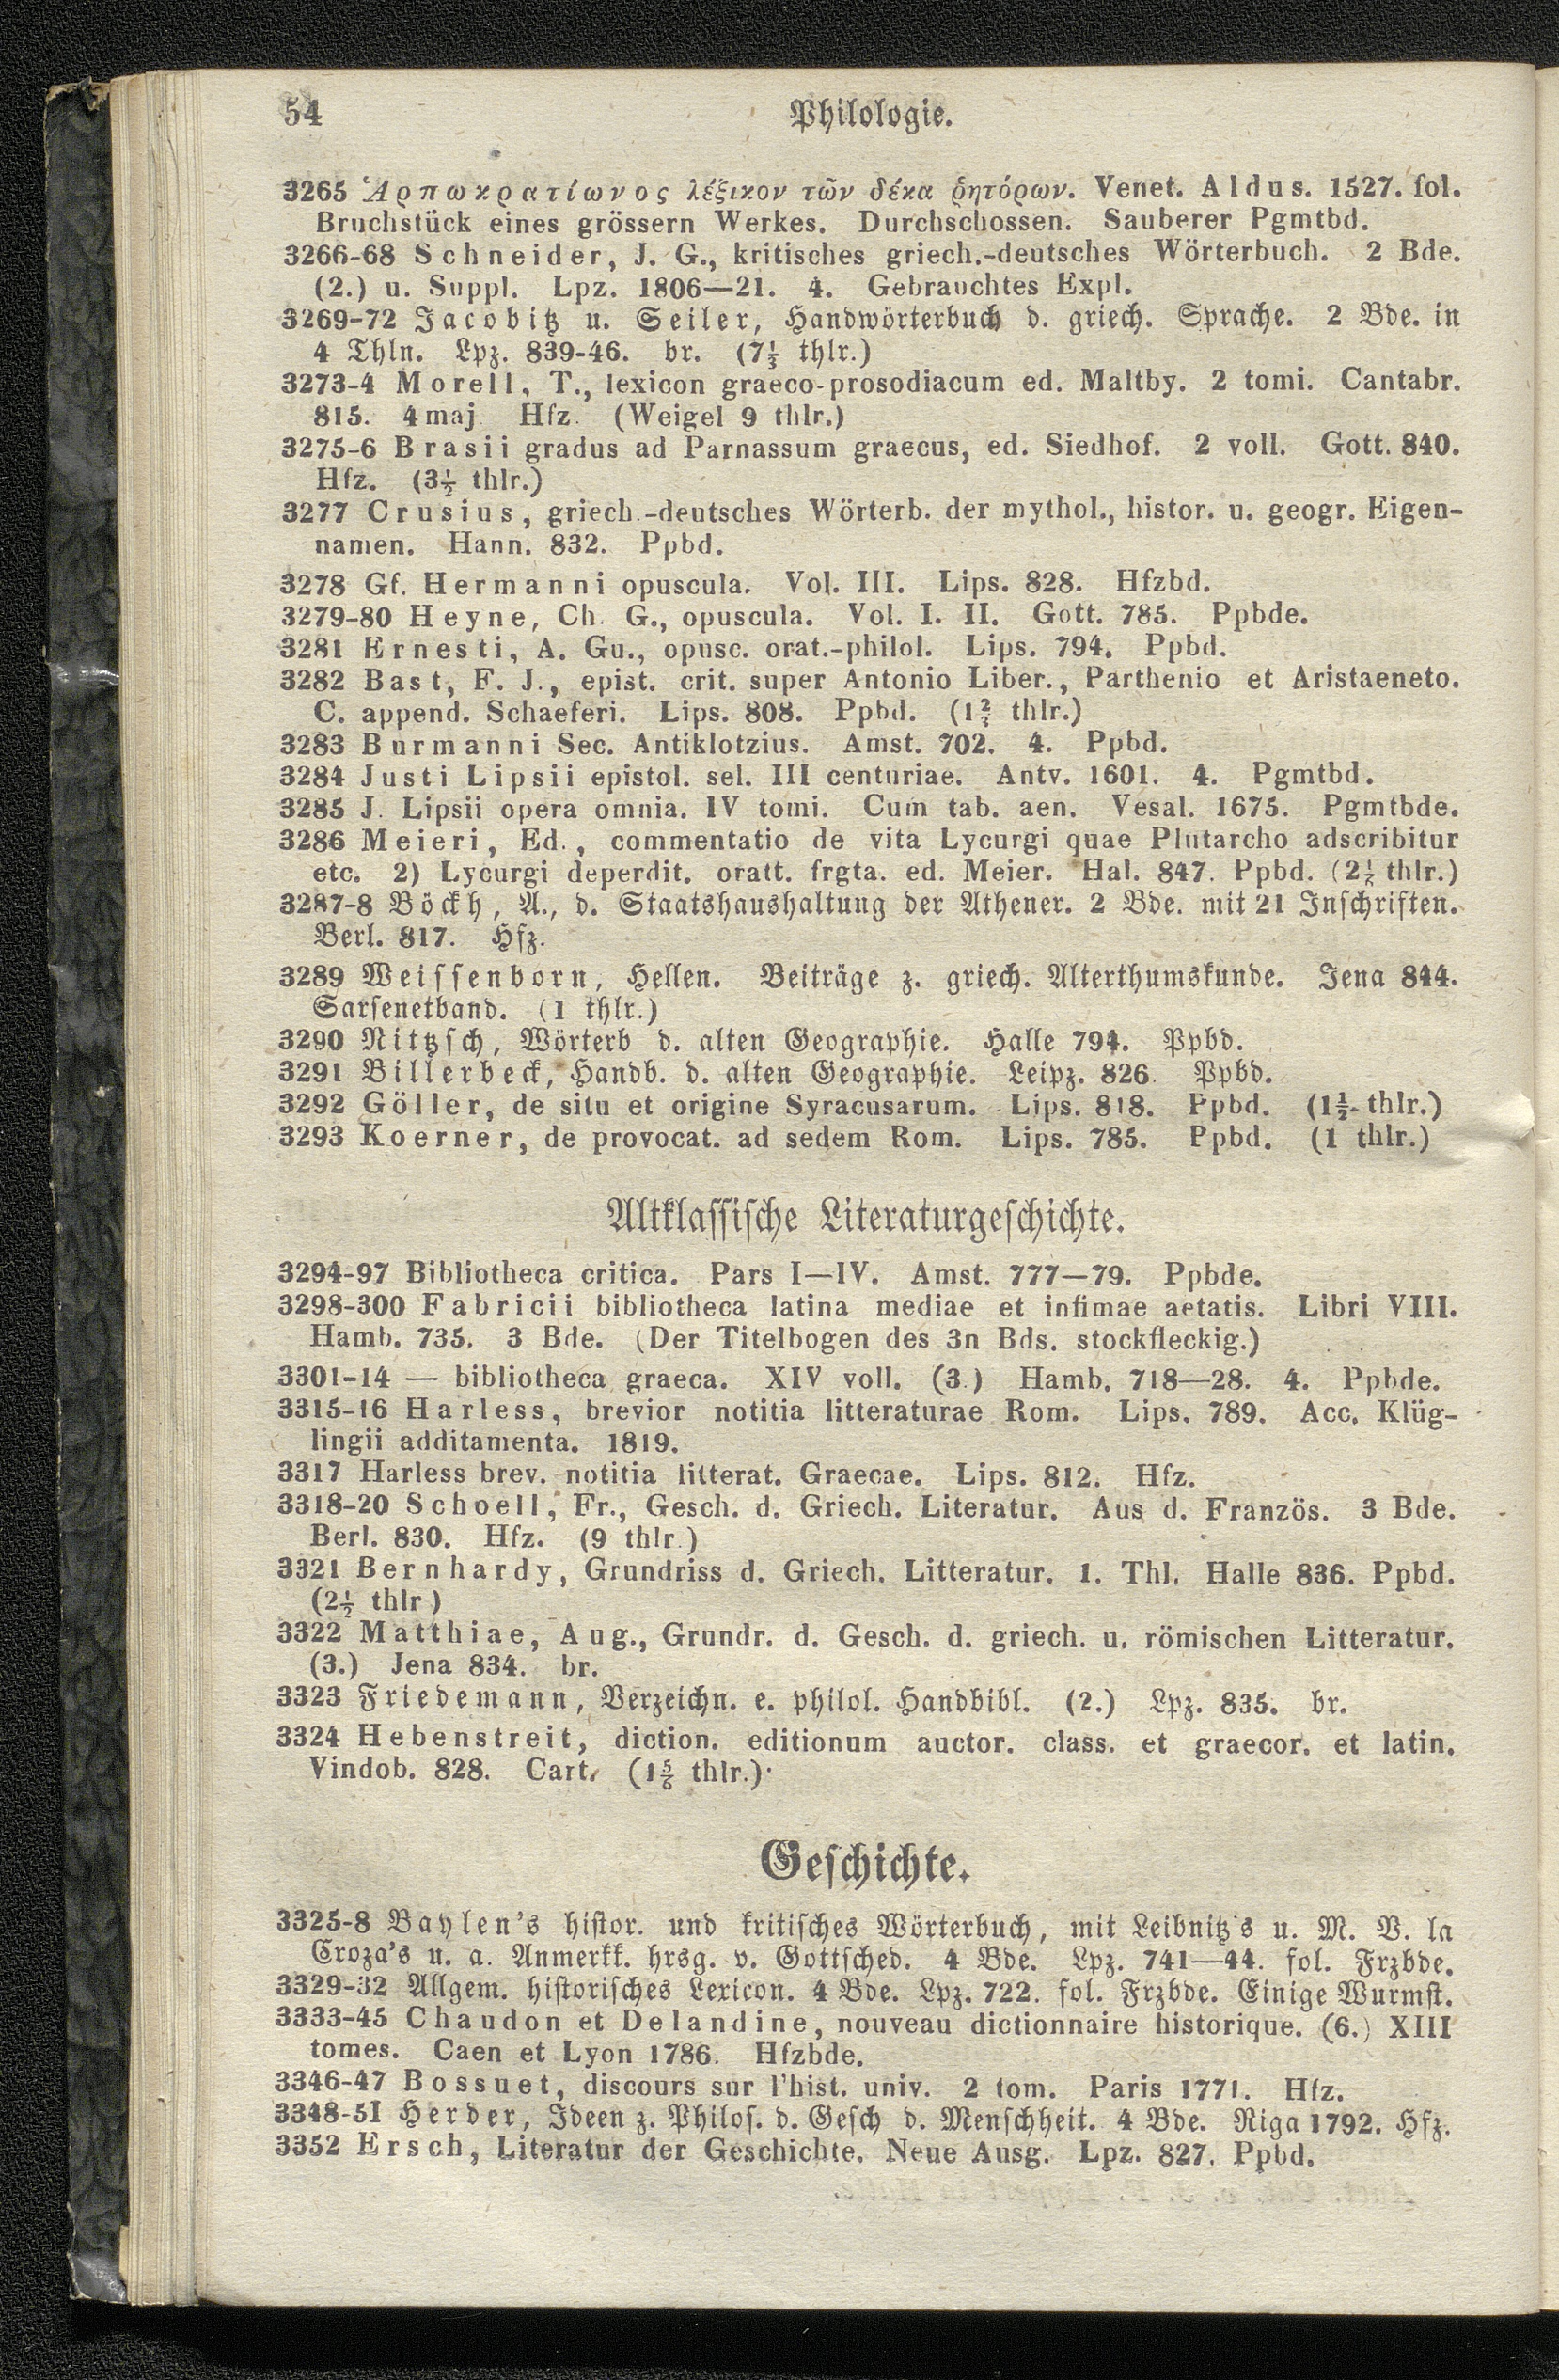 54 Philologie.
3265 Ἁρπωκρατίωνος λέξικον τῶν δέκα ῥητόρων. Venet. Aldus. 1527. fol.
Bruchstück eines grössern Werkes. Durchschossen. Sauberer Pgmtbd.
3266-68 Schneider, J. G., kritisches griech.-deutsches Wörterbuch. 2 Bde.
(2.) u. Suppl. Lpz. 1806—21. 4. Gebrauchtes Expl.
3269-72 Jacobitz u. Seiler, Handwörterbuch d. griech. Sprache. 2 Bde. in
4 Thln. Lpz. 839-46. br. (7⅓ thlr.)
3273-4 Morell, T., lexicon graeco-prosodiacum ed. Maltby. 2 tomi. Cantabr.
815. 4 maj. Hfz. (Weigel 9 thlr.)
3275-6 Brasii gradus ad Parnassum graecus, ed. Siedhof. 2 voll. Gott. 840.
Hfz. (3½ thlr.)
3277 Crusius, griech.-deutsches Wörterb. der mythol., histor. u. geogr. Eigen-
namen. Hann. 832. Ppbd.
3278 Gf. Hermanni opuscula. Vol. III. Lips. 828. Hfzbd.
3279-80 Heyne, Ch. G., opuscula. Vol. I. II. Gott. 785. Ppbde.
3281 Ernesti, A. Gu., opusc. orat.-philol. Lips. 794. Ppbd.
3282 Bast, F. J., epist. crit. super Antonio Liber., Parthenio et Aristaeneto.
C. append. Schaeferi. Lips. 808. Ppbd. (1⅔ thlr.)
3283 Burmanni Sec. Antiklotzius. Amst. 702. 4. Ppbd.
3284 Justi Lipsii epistol. sel. III centuriae. Antv. 1601. 4. Pgmtbd.
3285 J. Lipsii opera omnia. IV tomi. Cum tab. aen. Vesal. 1675. Pgmtbde.
3286 Meieri, Ed., commentatio de vita Lycurgi quae Plutarcho adscribitur
etc. 2) Lycurgi deperdit. oratt. frgta. ed. Meier. Hal. 847. Ppbd. thlr.)
3287-8 Böckh, A., d. Staatshaushaltung der Athener. 2 Bde. mit 21 Inschriften.
Berl. 817. Hfz.
3289 Weissenborn, Hellen. Beiträge z. griech. Alterthumskunde. Jena 844.
Sarsenetband. (1 thlr.)
3290 Nitzsch, Wörterb d. alten Geographie. Halle 794. Ppbd.
3291 Billerbeck, Handb. d. alten Geographie. Leipz. 826. Ppbd.
3292 Göller, de situ et origine Syracusarum. Lips. 818. Ppbd. (1½ thlr.)
3293 Koerner, de provocat. ad sedem Rom. Lips. 785. Ppbd. (1 thlr.)
Altklassische Literaturgeschichte.
3294-97 Bibliotheca critica. Pars I—IV. Amst. 777—79. Ppbde.
3298-300 Fabricii bibliotheca latina mediae et infimae aetatis. Libri VIII.
Hamb. 735. 3 Bde. (Der Titelbogen des 3n Bds. stockfleckig.)
3301-14 — bibliotheca graeca. XIV voll. (3.) Hamb. 718—28. 4. Ppbde.
3315-16 Harless, brevior notitia litteraturae Rom. Lips. 789. Acc. Klüg-
lingii additamenta. 1819.
3317 Harless brev. notitia litterat. Graecae. Lips. 812. Hfz.
3318-20 Schoell, Fr., Gesch. d. Griech. Literatur. Aus d. Französ. 3 Bde.
Berl. 830. Hfz. (9 thlr.)
3321 Bernhardy, Grundriss d. Griech. Litteratur. 1. Thl. Halle 836. Ppbd.
(2½ thlr)
3322 Matthiae, Aug., Grundr. d. Gesch. d. griech. u. römischen Litteratur.
(3.) Jena 834. br.
3323 Friedemann, Verzeichn. e. philol. Handbibl. (2.) Lpz. 835. br.
3324 Hebenstreit, diction. editionum auctor. class. et graecor. et latin.
Vindob. 828. Cart. (1⅚ thlr.)
Geschichte.
3325-8 Baylen's histor. und kritisches Wörterbuch, mit Leibnitz's u. M. V. la
Croza's u. a. Anmerkk. hrsg. v. Gottsched. 4 Bde. Lpz. 741—44. fol. Frzbde.
3329-32 Allgem. historisches Lexicon. 4 Bde. Lpz. 722. fol. Frzbde. Einige Wurmst.
3333-45 Chaudon et Delandine, nouveau dictionnaire historique. (6.) XIII
tomes. Caen et Lyon 1786. Hfzbde.
3346-47 Bossuet, discours sur l'hist. univ. 2 tom. Paris 1771. Hfz.
3348-51 Herder, Ideen z. Philos. d. Gesch d. Menschheit. 4 Bde. Riga 1792. Hfz.
3352 Ersch, Literatur der Geschichte. Neue Ausg. Lpz. 827. Ppbd.